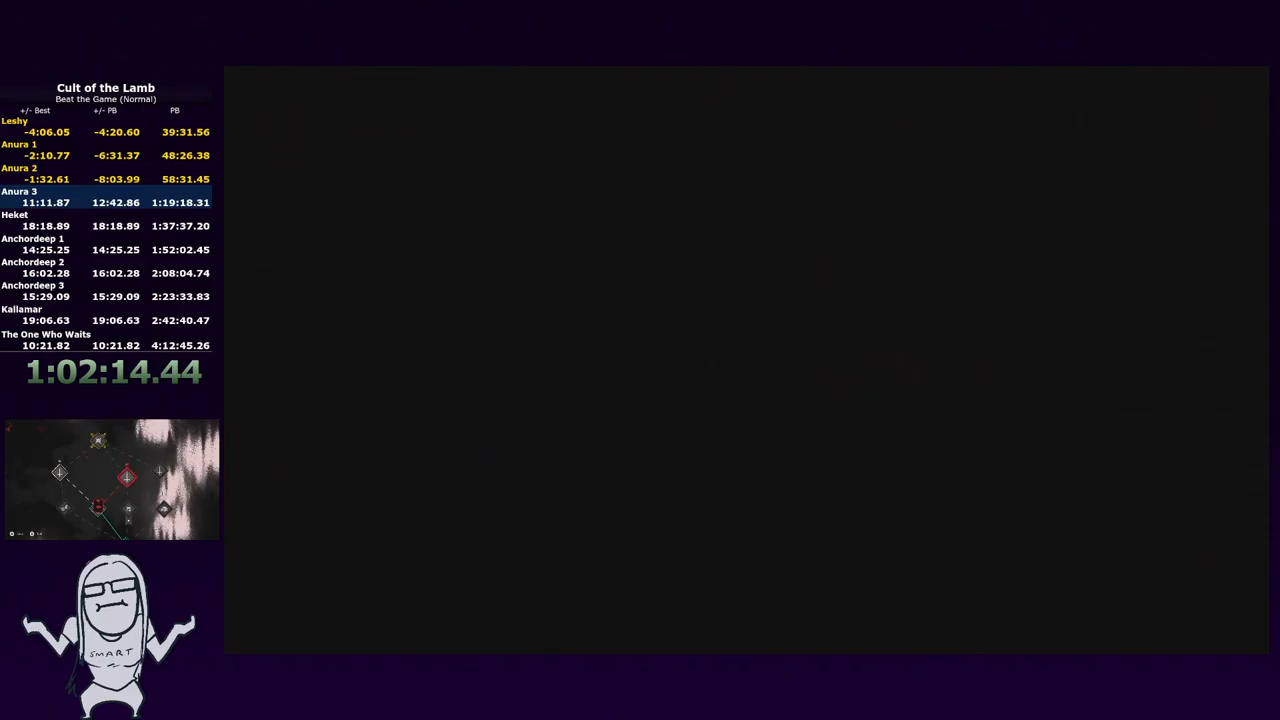 Cult of the Lamb
Beat the Game (Normal)
+/- Best +/- PB PB
Leshy
-4:06.05 -4:20.60 39:31.56
Anura 1
-2:10.77 -6:31.37 48:26.38
Anura 2
-1:32.61 -8:03.99 58:31.45
Anura 3
11:11.87 12:42.86 1:19:18.31
Heket
18:18.89 18:18.89 1:37:37.20
Anchordeep 1
14:25.25 14:25.25 1:52:02.45
Anchordeep 2
16:02.28 16:02.28 2:08:04.74
Anchordeep 3
15:29.09 15:29.09 2:23:33.83
Kallamar
19:06.63 19:06.63 2:42:40.47
The One Who Waits
10:21.82 10:21.82 4:12:45.26
1:02:14.44
SMART